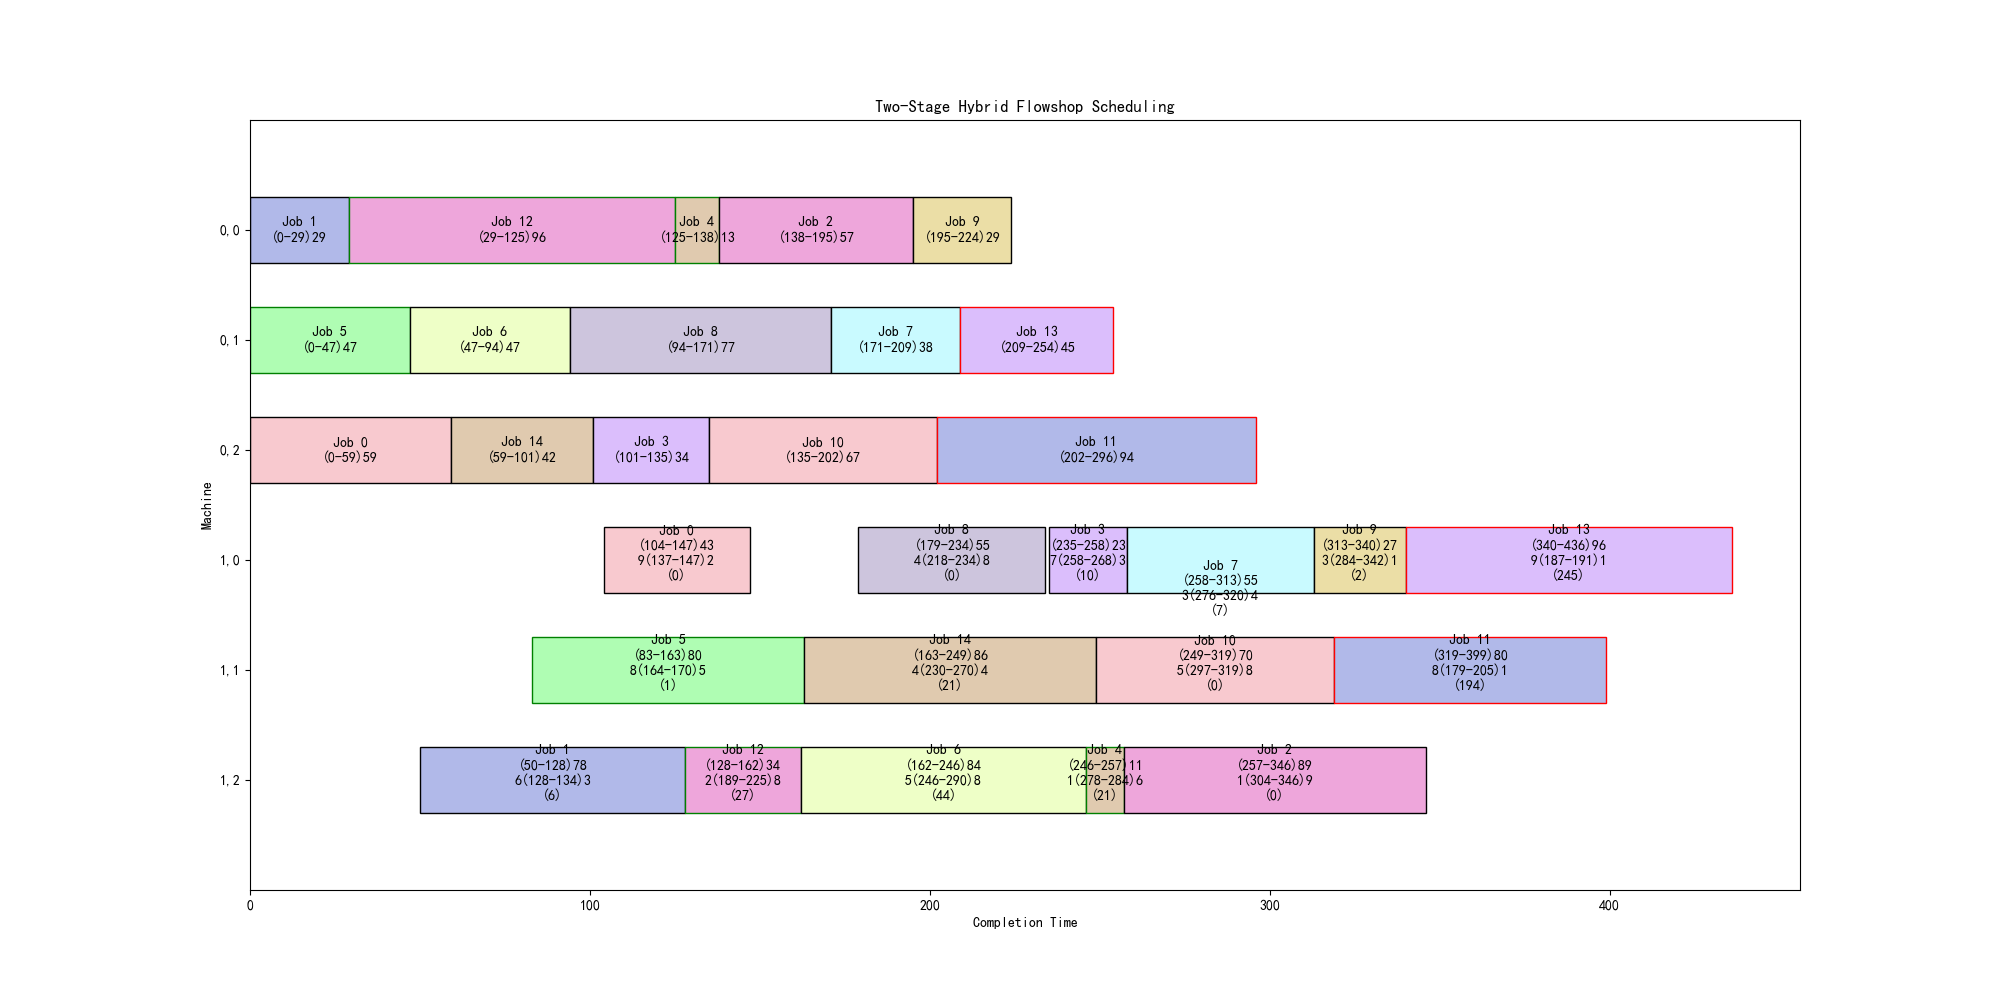 Two-Stage Hybrid Flowshop Scheduling
0,0
Job 1
(0-29)29
Job 12
(29-125)96
Job 4
(125-138)13
Job 2
(138-195)57
Job 9
(195-224)29
0,1
Job 5
(0-47)47
Job 6
(47-94)47
Job 8
(94-171)77
Job 7
(171-209)38
Job 13
(209-254)45
0,2
Job 0
(0-59)59
Job 14
(59-101)42
Job 3
(101-135)34
Job 10
(135-202)67
Job 11
(202-296)94
Machine
1,0
Job 0
(104-147)43
9(137-147)2
(0)
Job 8
(179-234)55
4(218-234)8
(0)
Job 3
(235-258)23
7(258-268)3
(10)
Job 7
(258-313)55
3(276-320)4
(7)
Job 9
(313-340)27
3(284-342)1
(2)
Job 13
(340-436)96
9(187-191)1
(245)
1,1
Job 5
(83-163)80
8(164-170)5
(1)
Job 14
(163-249)86
4(230-270)4
(21)
Job 10
(249-319)70
5(297-319)8
(0)
Job 11
(319-399)80
8(179-205)1
(194)
1,2
Job 1
(50-128)78
6(128-134)3
(6)
Job 12
(128-162)34
2(189-225)8
(27)
Job 6
(162-246)84
5(246-290)8
(44)
Job 4
(246-257)11
1(278-284)6
(21)
Job 2
(257-346)89
1(304-346)9
(0)
0
100
200
300
400
Completion Time